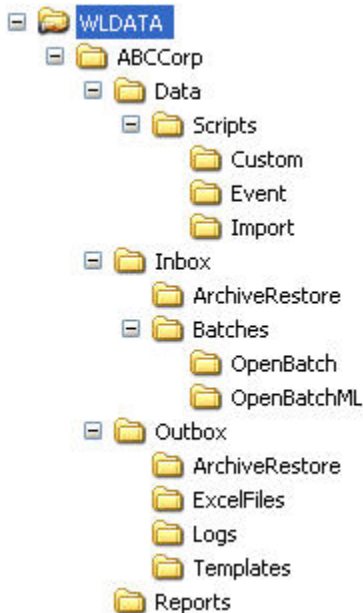 WLDATA
ABCCorp
Data
Scripts
Custom
Event
Import
Inbox
ArchiveRestore
Batches
OpenBatch
OpenBatchML
Outbox
ArchiveRestore
ExcelFiles
Logs
Templates
Reports